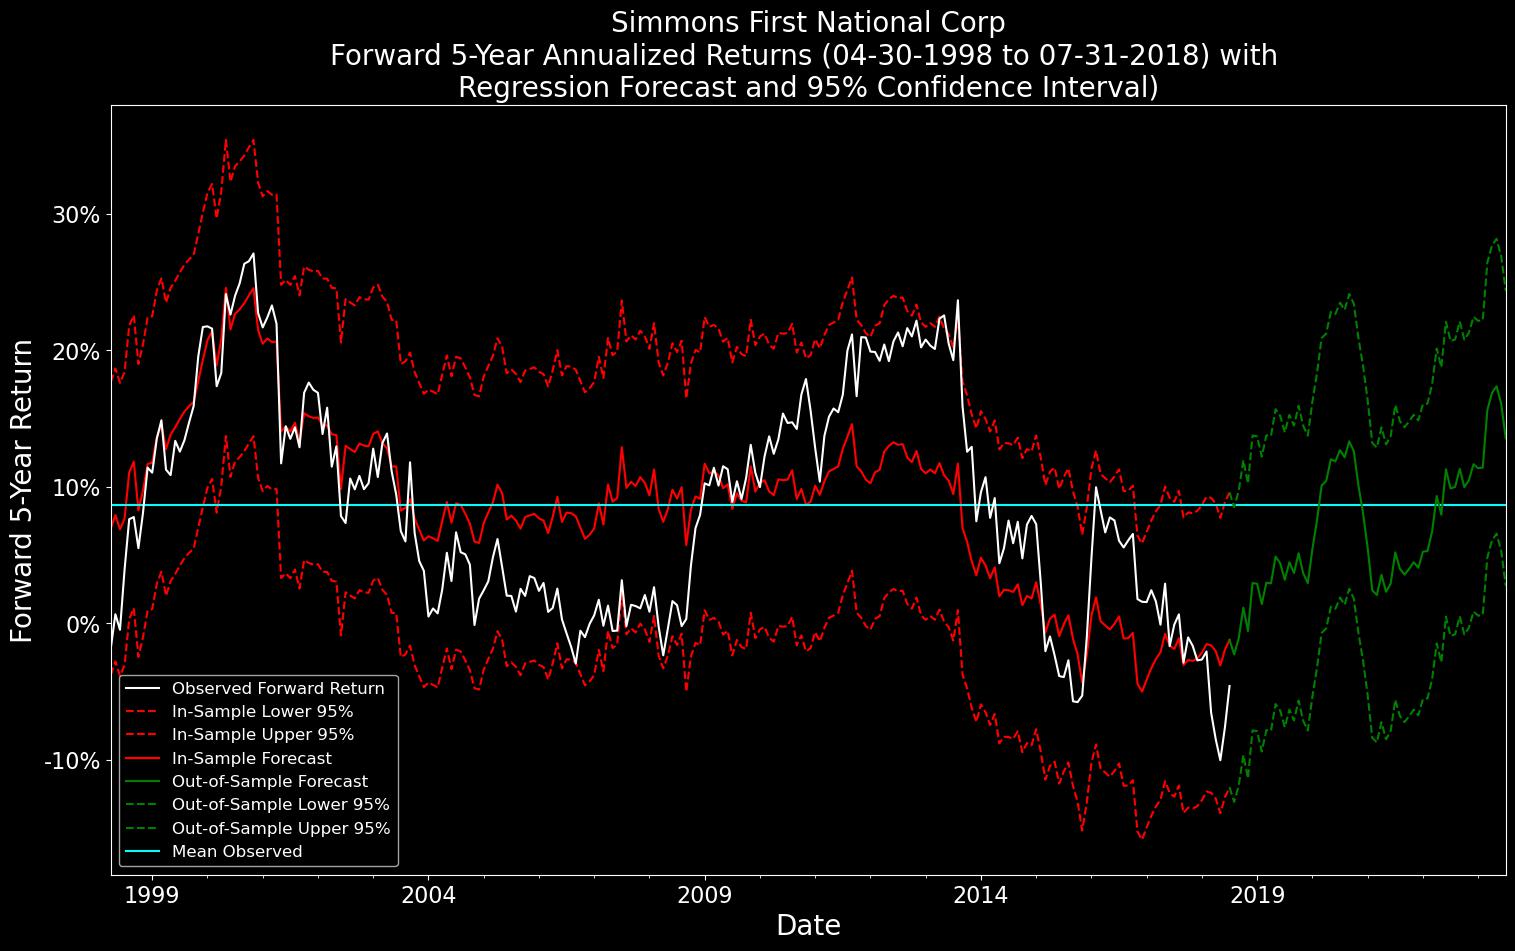 Simmons First National Corp
Forward 5-Year Annualized Returns (04-30-1998 to 07-31-2018) with
Regression Forecast and 95% Confidence Interval)
Forward 5-Year Return
30%
20%
10%
0%
-10%
Observed Forward Return
In-Sample Lower 95%
In-Sample Upper 95%
In-Sample Forecast
Out-of-Sample Forecast
Out-of-Sample Lower 95%
Out-of-Sample Upper 95%
Mean Observed
1999 2004 2009 2014 2019
Date